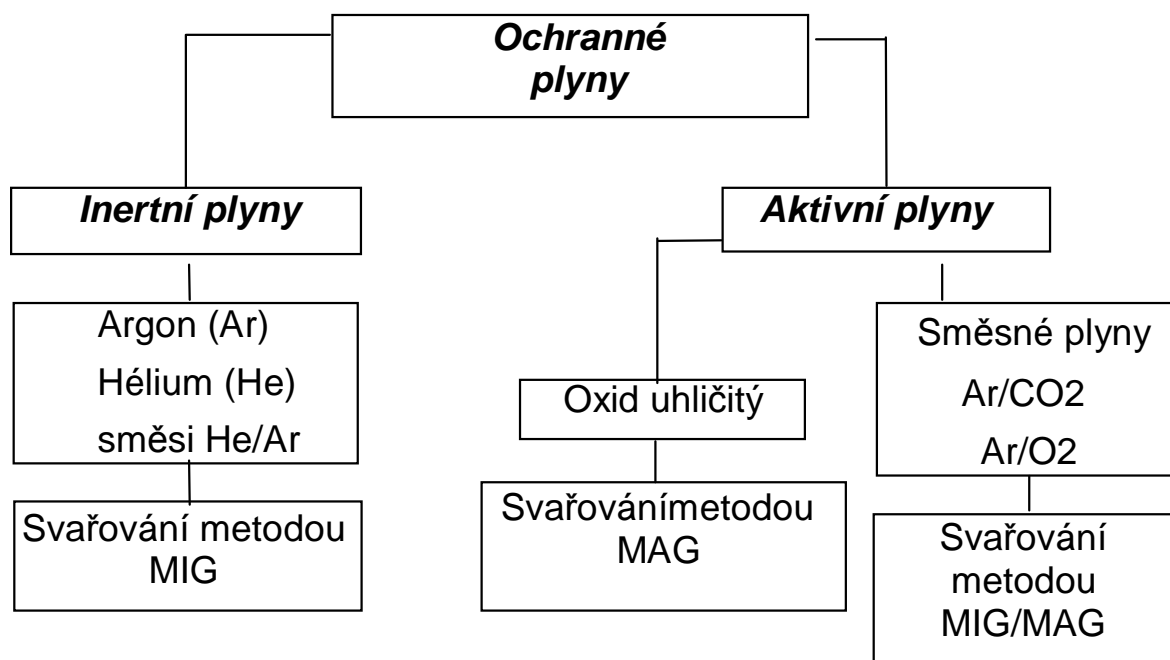 Ochranné
plyny
Inertní plyny
Aktivní plyny
Argon (Ar)
Hélium (He)
směsi He/Ar
Směsné plyny
Ar/CO2
Ar/O2
Oxid uhličitý
Svařování metodou
MIG
Svařovánímetodou
MAG
Svařování
metodou
MIG/MAG